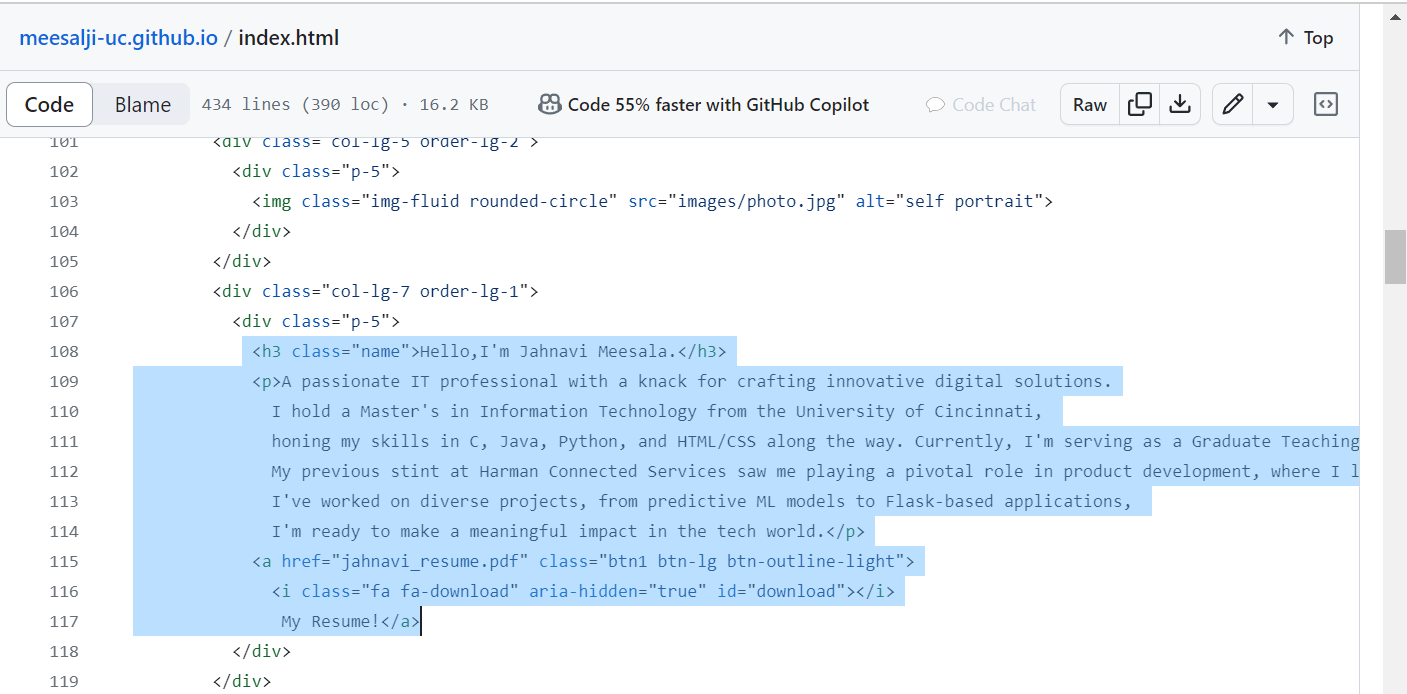 meesalji-uc.github.io / index.html
Top
Code Blame 434 lines (390 loc) · 16.2 KB Code 55% faster with GitHub Copilot Code Chat Raw
101 <div class="col-lg-5 order-lg-2">
102 <div class="p-5">
103 <img class="img-fluid rounded-circle" src="images/photo.jpg" alt="self portrait">
104 </div>
105 </div>
106 <div class="col-lg-7 order-lg-1">
107 <div class="p-5">
108 <h3 class="name">Hello,I'm Jahnavi Meesala.</h3>
109 <p>A passionate IT professional with a knack for crafting innovative digital solutions.
110 I hold a Master's in Information Technology from the University of Cincinnati,
111 honing my skills in C, Java, Python, and HTML/CSS along the way. Currently, I'm serving as a Graduate Teaching
112 My previous stint at Harman Connected Services saw me playing a pivotal role in product development, where I l
113 I've worked on diverse projects, from predictive ML models to Flask-based applications,
114 I'm ready to make a meaningful impact in the tech world.</p>
115 <a href="jahnavi_resume.pdf" class="btn1 btn-lg btn-outline-light">
116 <i class="fa fa-download" aria-hidden="true" id="download"></i>
117 My Resume!</a>
118 </div>
119 </div>